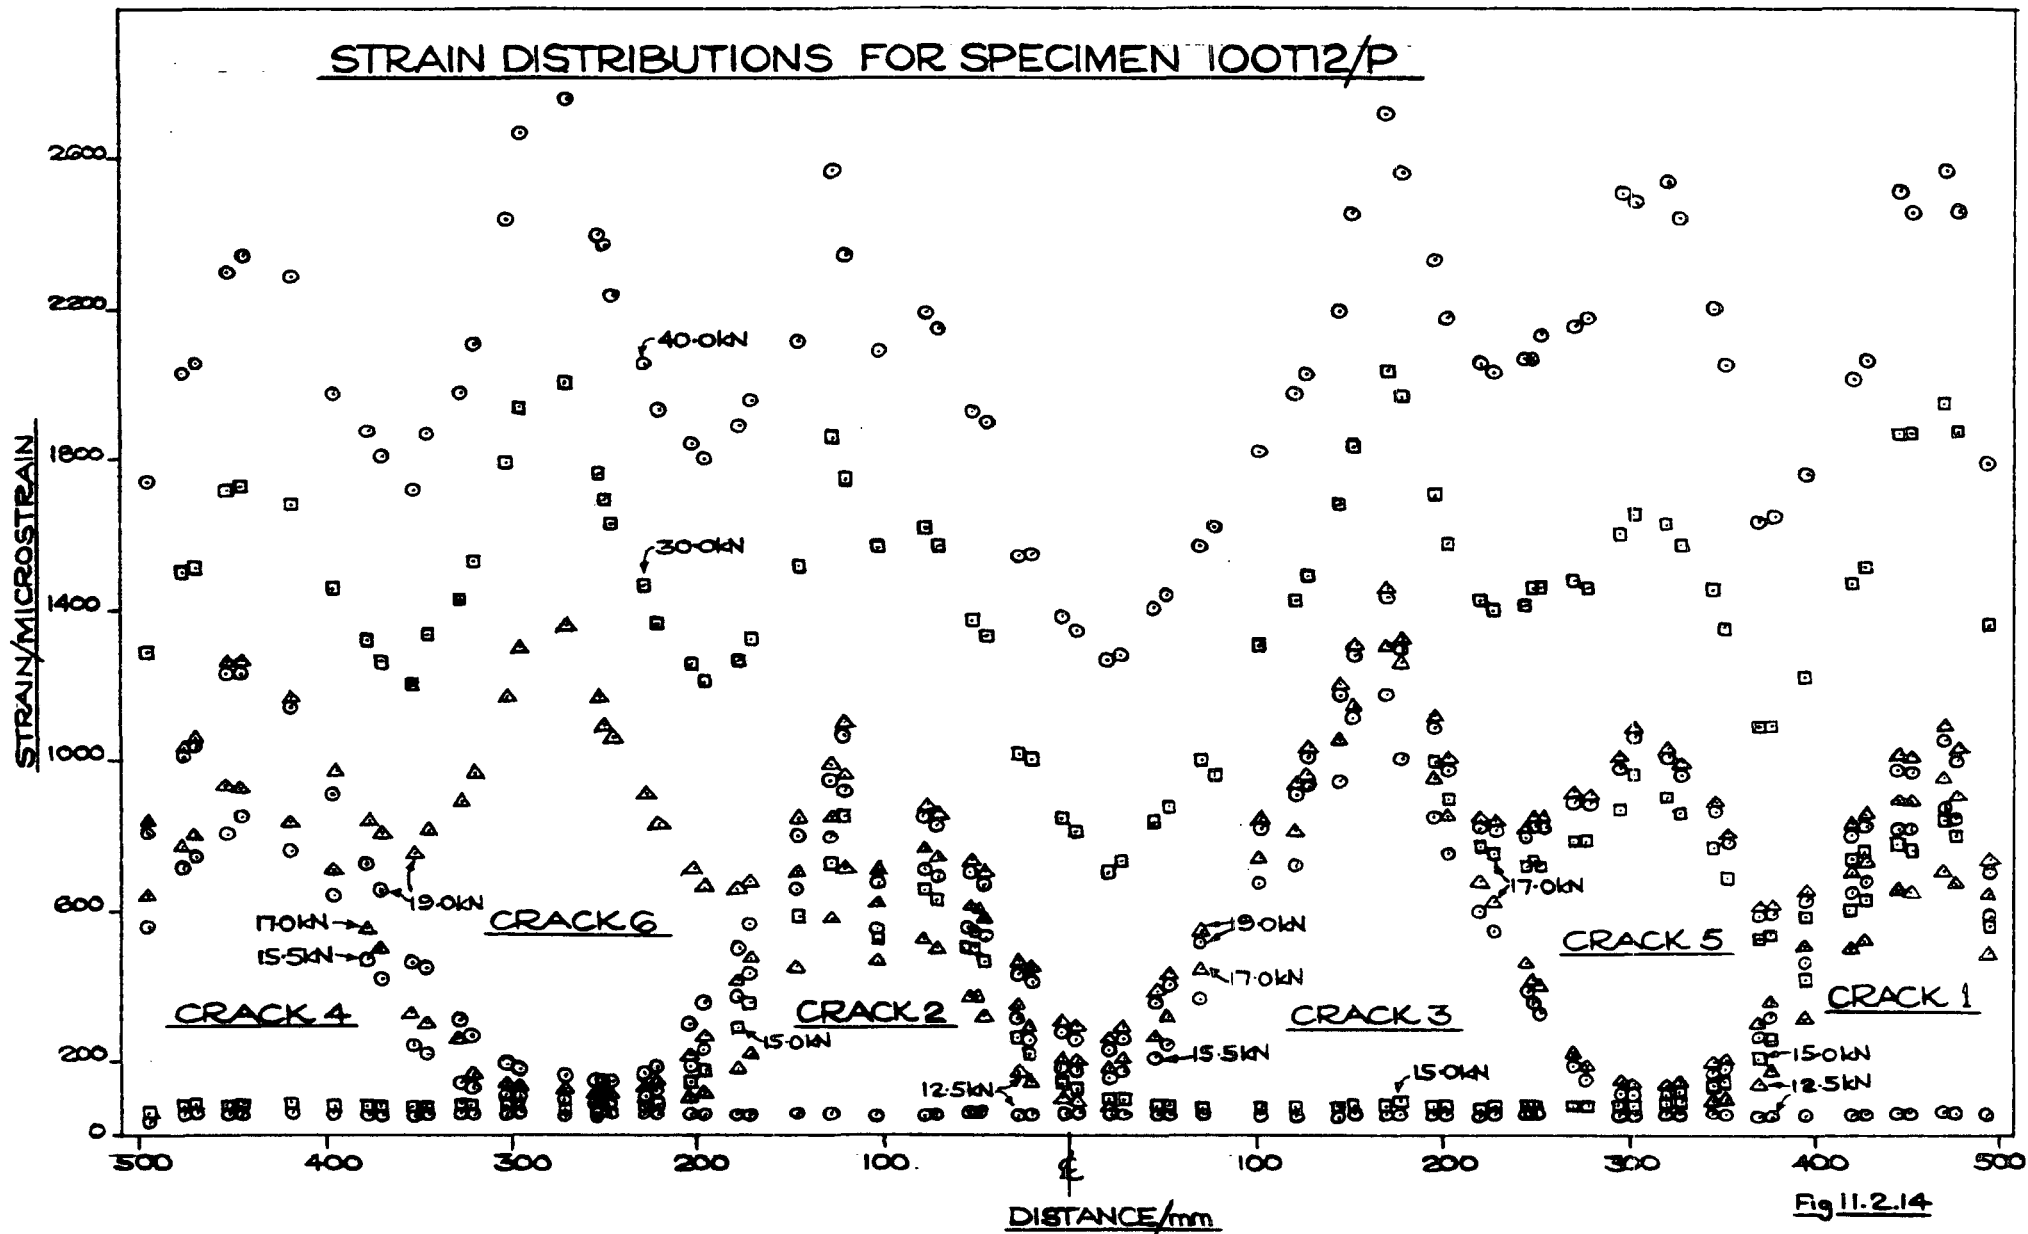 STRAIN DISTRIBUTIONS FOR SPECIMEN 100T12/P
STRAIN/MICROSTRAIN
2600
2200
1800
1400
1000
600
200
0
40.0kN
30.0kN
19.0kN
17.0kN
15.5kN
CRACK 6
CRACK 4
CRACK 2
15.0kN
12.5kN
19.0kN
17.0kN
15.5kN
CRACK 3
15.0kN
17.0kN
CRACK 5
CRACK 1
15.0kN
12.5kN
500 400 300 200 100 ℄ 100 200 300 400 500
DISTANCE/mm
Fig 11.2.14